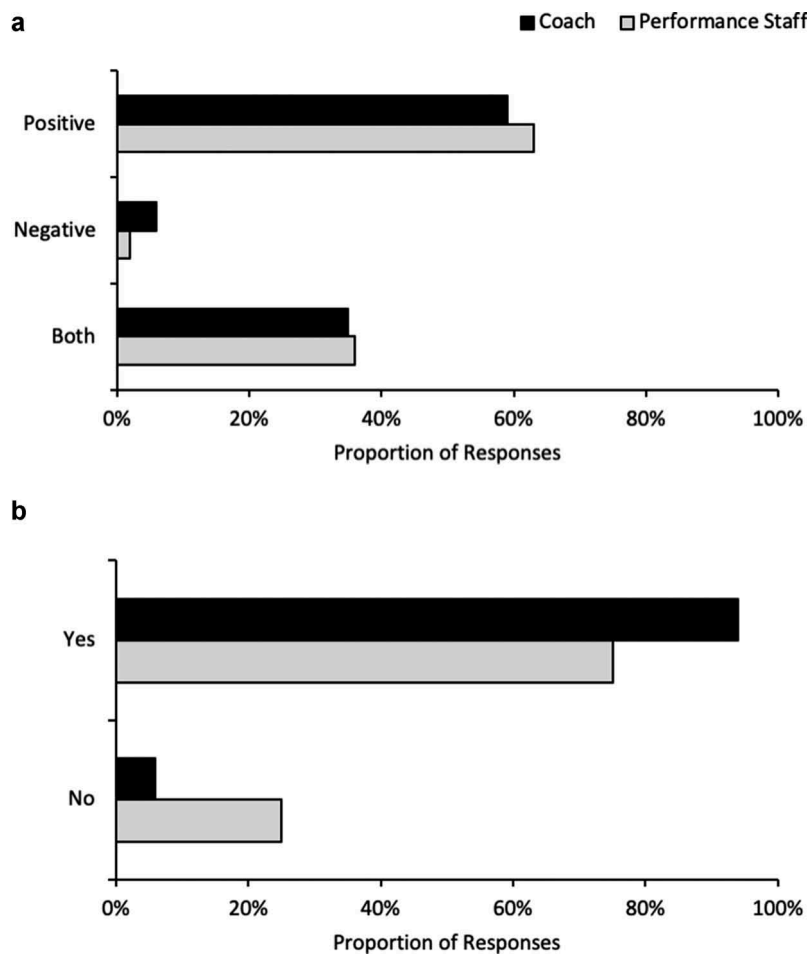 a
Coach Performance Staff
Positive
Negative
Both
0% 20% 40% 60% 80% 100%
Proportion of Responses
b
Yes
No
0% 20% 40% 60% 80% 100%
Proportion of Responses